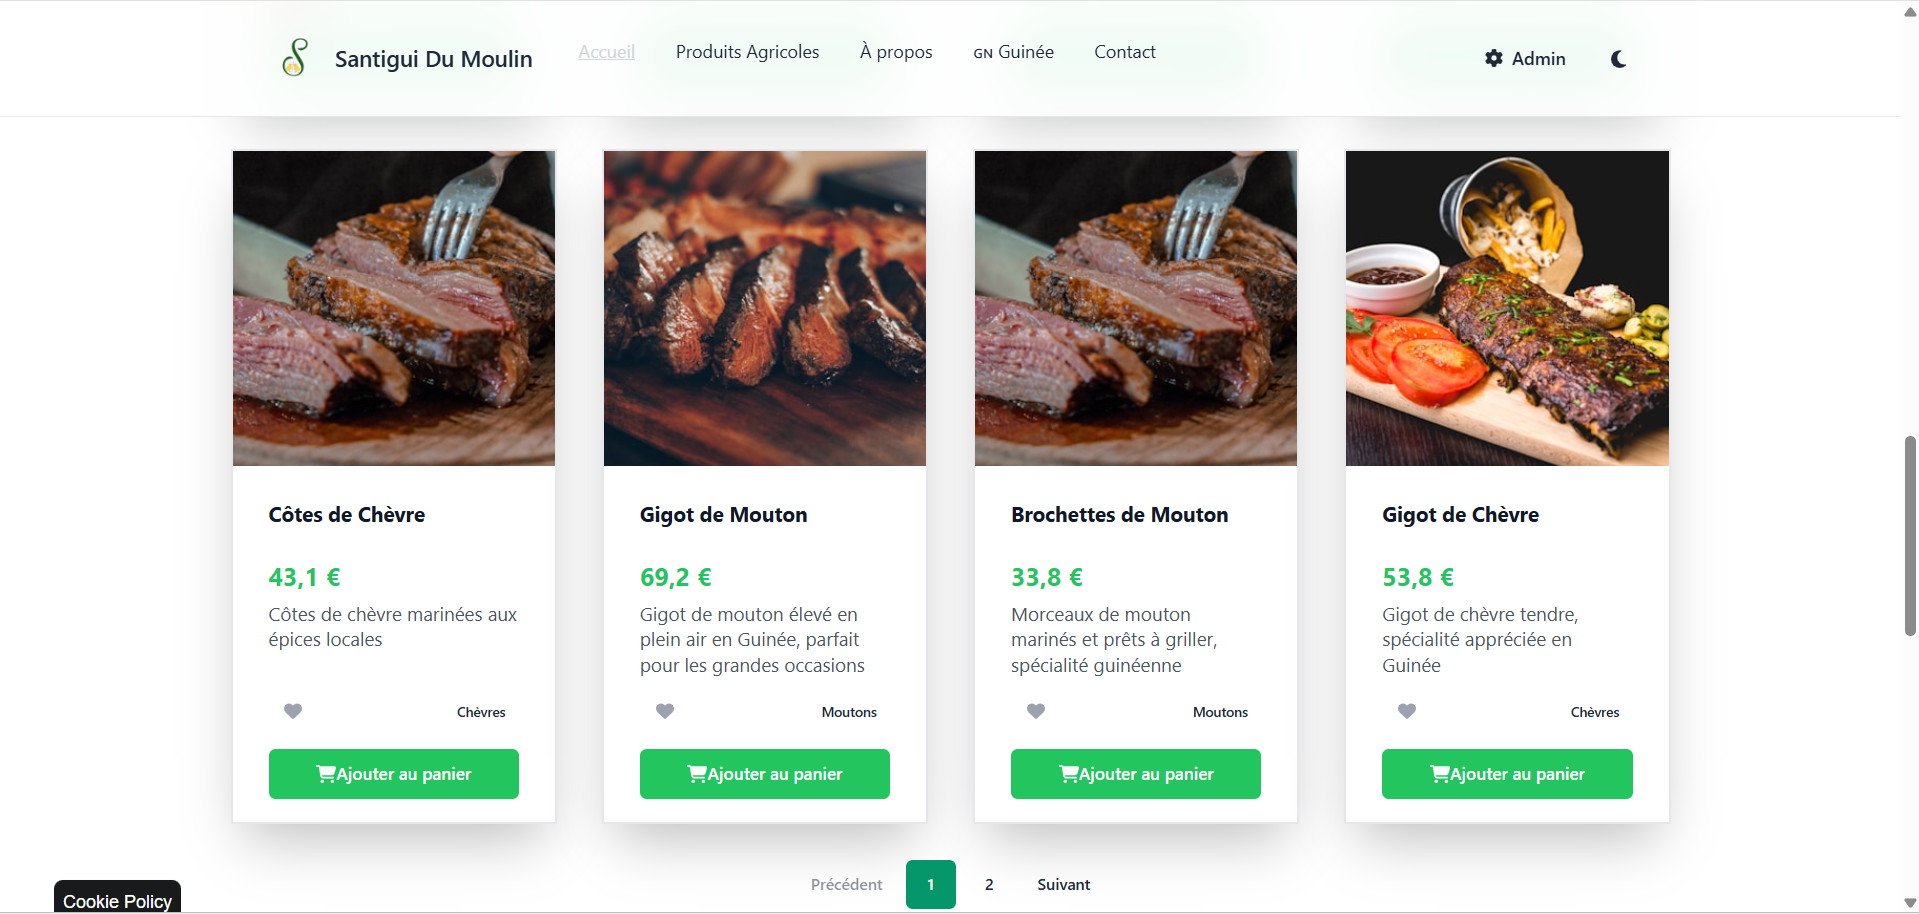 Santigui Du Moulin
Accueil
Produits Agricoles
À propos
GN Guinée
Contact
Admin
Côtes de Chèvre
43,1 €
Côtes de chèvre marinées aux
épices locales
Chèvres
Ajouter au panier
Gigot de Mouton
69,2 €
Gigot de mouton élevé en
plein air en Guinée, parfait
pour les grandes occasions
Moutons
Ajouter au panier
Brochettes de Mouton
33,8 €
Morceaux de mouton
marinés et prêts à griller,
spécialité guinéenne
Moutons
Ajouter au panier
Gigot de Chèvre
53,8 €
Gigot de chèvre tendre,
spécialité appréciée en
Guinée
Chèvres
Ajouter au panier
Précédent
1
2
Suivant
Cookie Policy